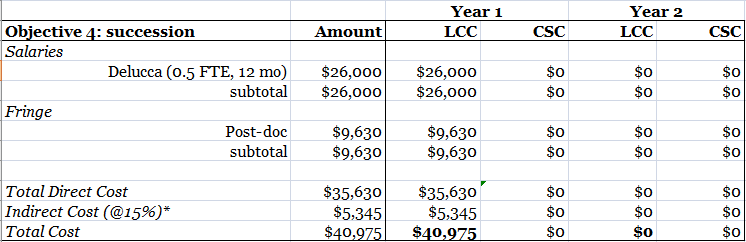 Year 1 Year 2
Objective 4: succession Amount LCC CSC LCC CSC
Salaries
Delucca (0.5 FTE, 12 mo) $26,000 $26,000 $0 $0 $0
subtotal $26,000 $26,000 $0 $0 $0
Fringe
Post-doc $9,630 $9,630 $0 $0 $0
subtotal $9,630 $9,630 $0 $0 $0
Total Direct Cost $35,630 $35,630 $0 $0 $0
Indirect Cost (@15%)* $5,345 $5,345 $0 $0 $0
Total Cost $40,975 $40,975 $0 $0 $0